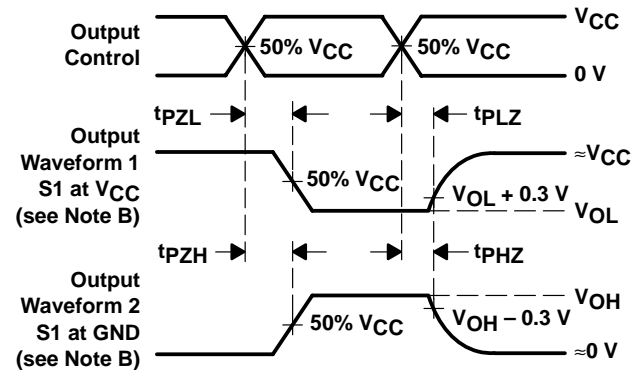 Output
Control
50% VCC
50% VCC
VCC
0 V
tPZL
tPLZ
Output
Waveform 1
S1 at VCC
(see Note B)
50% VCC
≈VCC
VOL + 0.3 V
VOL
tPZH
tPHZ
Output
Waveform 2
S1 at GND
(see Note B)
50% VCC
VOH
VOH – 0.3 V
≈0 V